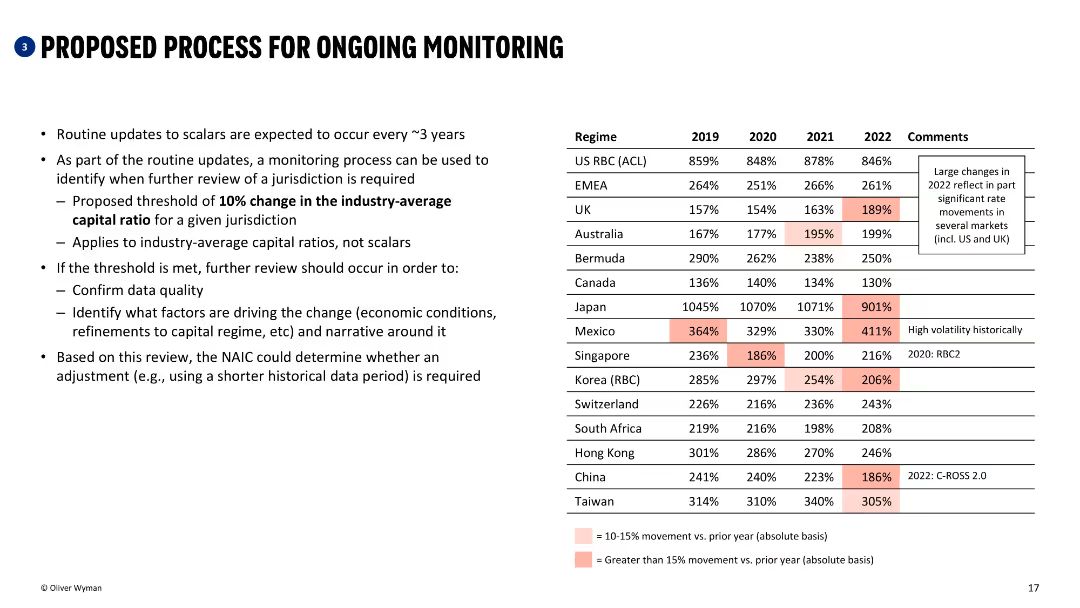 3 PROPOSED PROCESS FOR ONGOING MONITORING
• Routine updates to scalars are expected to occur every ~3 years
• As part of the routine updates, a monitoring process can be used to
identify when further review of a jurisdiction is required
– Proposed threshold of 10% change in the industry-average
capital ratio for a given jurisdiction
– Applies to industry-average capital ratios, not scalars
• If the threshold is met, further review should occur in order to:
– Confirm data quality
– Identify what factors are driving the change (economic conditions,
refinements to capital regime, etc) and narrative around it
• Based on this review, the NAIC could determine whether an
adjustment (e.g., using a shorter historical data period) is required
Regime 2019 2020 2021 2022 Comments
US RBC (ACL) 859% 848% 878% 846%
EMEA 264% 251% 266% 261%
UK 157% 154% 163% 189%
Australia 167% 177% 195% 199%
Bermuda 290% 262% 238% 250%
Canada 136% 140% 134% 130%
Japan 1045% 1070% 1071% 901%
Mexico 364% 329% 330% 411% High volatility historically
Singapore 236% 186% 200% 216% 2020: RBC2
Korea (RBC) 285% 297% 254% 206%
Switzerland 226% 216% 236% 243%
South Africa 219% 216% 198% 208%
Hong Kong 301% 286% 270% 246%
China 241% 240% 223% 186% 2022: C-ROSS 2.0
Taiwan 314% 310% 340% 305%
Large changes in
2022 reflect in part
significant rate
movements in
several markets
(incl. US and UK)
= 10-15% movement vs. prior year (absolute basis)
= Greater than 15% movement vs. prior year (absolute basis)
© Oliver Wyman
17